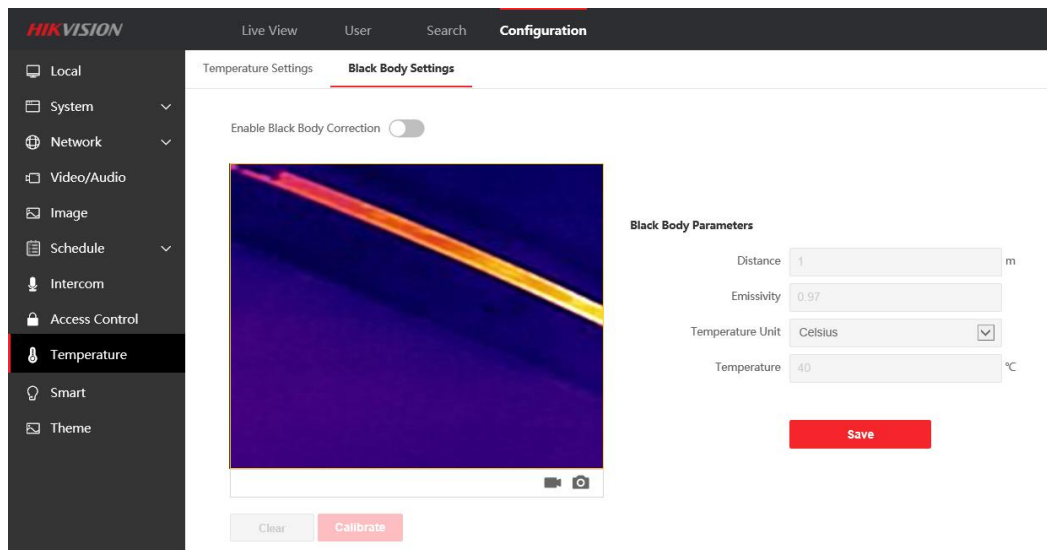 HIKVISION
Live View
User
Search
Configuration
Local
System
Network
Video/Audio
Image
Schedule
Intercom
Access Control
Temperature
Smart
Theme
Temperature Settings
Black Body Settings
Enable Black Body Correction
Black Body Parameters
Distance 1 m
Emissivity 0.97
Temperature Unit Celsius
Temperature 40 ℃
Save
Clear
Calibrate